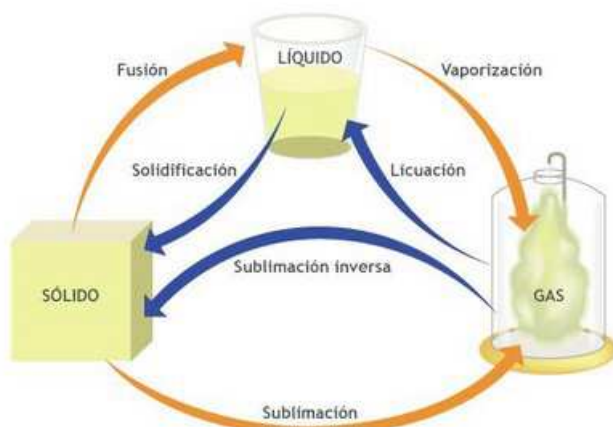 LÍQUIDO
Fusión
Vaporización
Solidificación
Licuación
Sublimación inversa
SÓLIDO
GAS
Sublimación